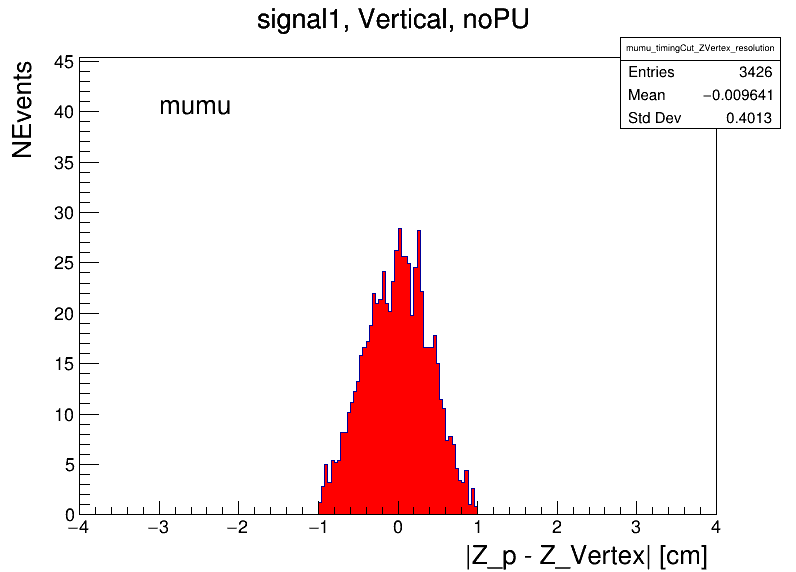 signal1, Vertical, noPU
mumu_timingCut_ZVertex_resolution
Entries 3426
Mean −0.009641
Std Dev 0.4013
NEvents
mumu
45
40
35
30
25
20
15
10
5
0
−4 −3 −2 −1 0 1 2 3 4
|Z_p - Z_Vertex| [cm]